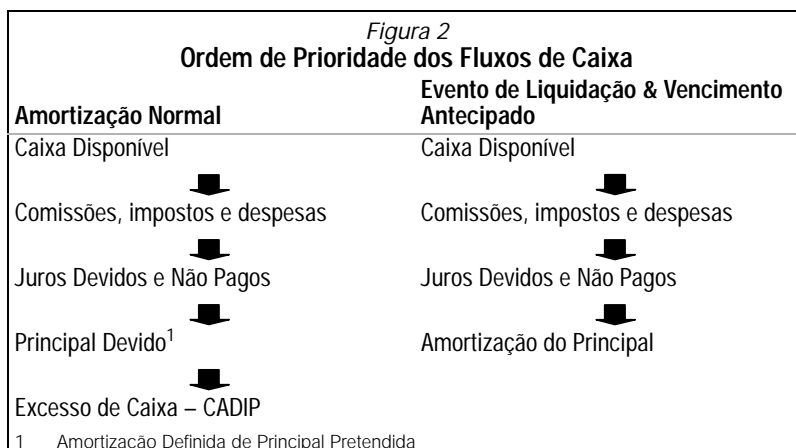 Figura 2
Ordem de Prioridade dos Fluxos de Caixa
Amortização Normal
Evento de Liquidação & Vencimento
Antecipado
Caixa Disponível
Caixa Disponível
Comissões, impostos e despesas
Comissões, impostos e despesas
Juros Devidos e Não Pagos
Juros Devidos e Não Pagos
Principal Devido1
Amortização do Principal
Excesso de Caixa – CADIP
1 Amortização Definida de Principal Pretendida